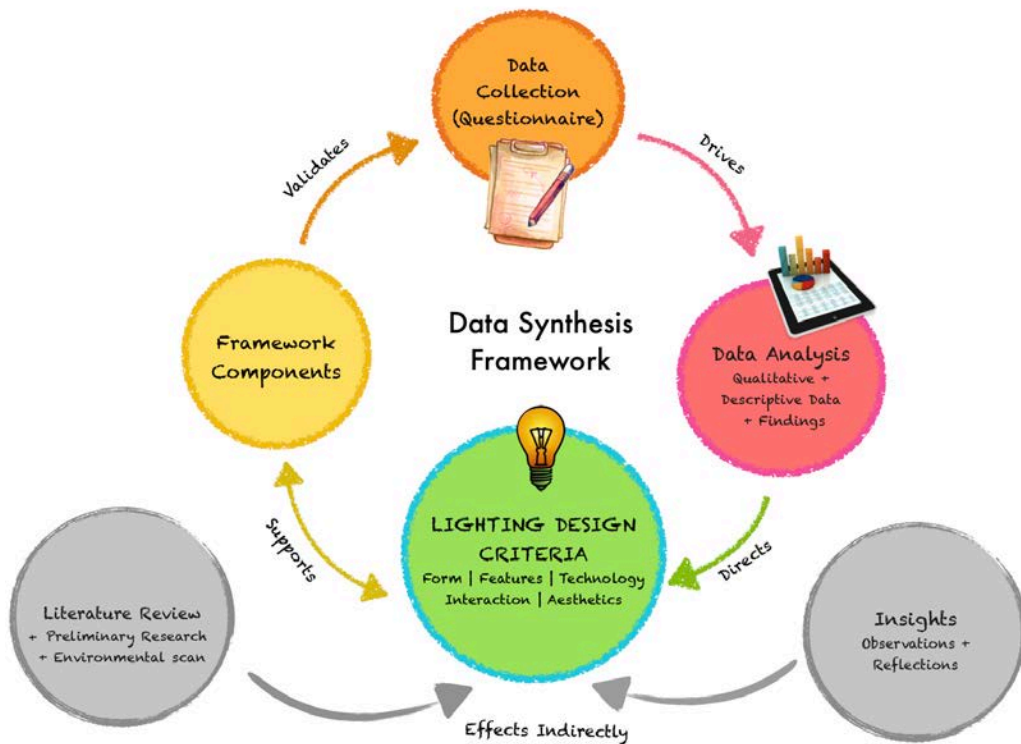 Data
Collection
(Questionnaire)
Validates
Drives
Data Synthesis
Framework
Framework
Components
Data Analysis
Qualitative +
Descriptive Data
+ Findings
LIGHTING DESIGN
CRITERIA
Form | Features | Technology
Interaction | Aesthetics
Supports
Directs
Literature Review
+ Preliminary Research
+ Environmental scan
Insights
Observations +
Reflections
Effects Indirectly